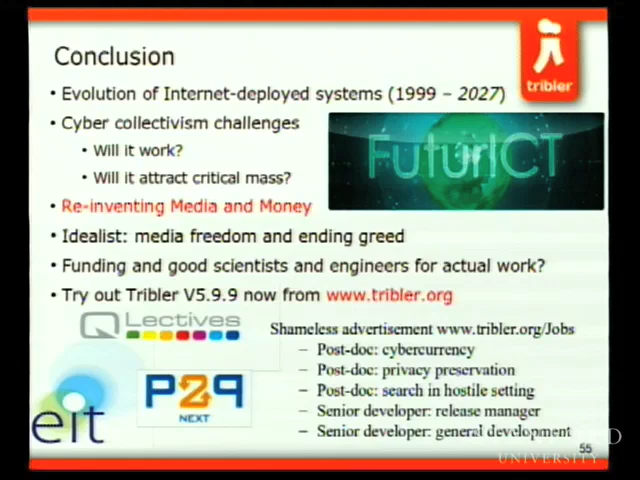 Conclusion
tribler
• Evolution of Internet-deployed systems (1999 – 2027)
• Cyber collectivism challenges
• Will it work?
• Will it attract critical mass?
FuturICT
• Re-inventing Media and Money
• Idealist: media freedom and ending greed
• Funding and good scientists and engineers for actual work?
• Try out Tribler V5.9.9 now from www.tribler.org
QLectives
Shameless advertisement www.tribler.org/Jobs
– Post-doc: cybercurrency
– Post-doc: privacy preservation
– Post-doc: search in hostile setting
– Senior developer: release manager
– Senior developer: general development
P2P
NEXT
eit
55
UNIVERSITY